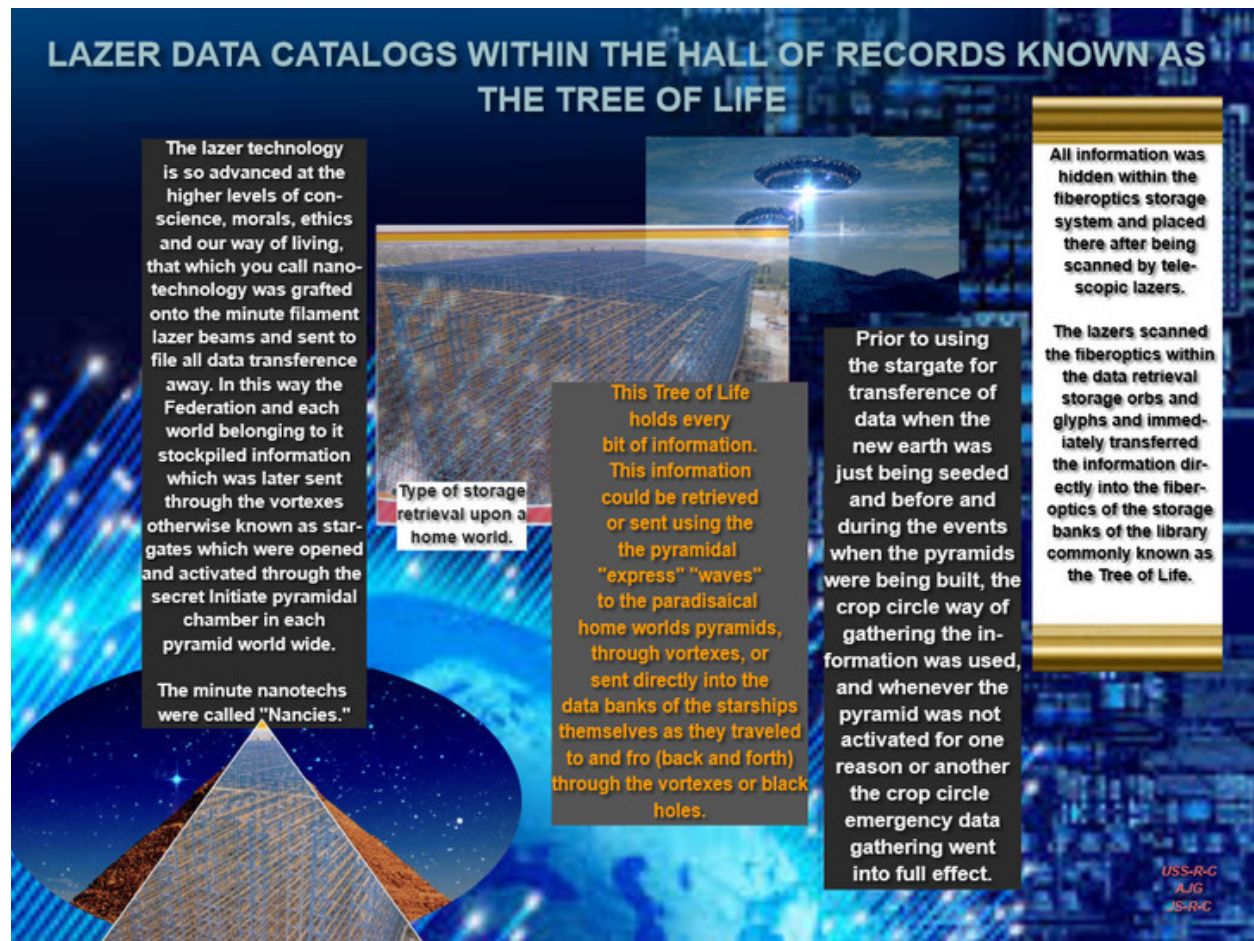 LAZER DATA CATALOGS WITHIN THE HALL OF RECORDS KNOWN AS
THE TREE OF LIFE
The lazer technology
is so advanced at the
higher levels of con-
science, morals, ethics
and our way of living,
that which you call nano-
technology was grafted
onto the minute filament
lazer beams and sent to
file all data transference
away. In this way the
Federation and each
world belonging to it
stockpiled information
which was later sent
through the vortexes
otherwise known as star-
gates which were opened
and activated through the
secret Initiate pyramidal
chamber in each
pyramid world wide.
The minute nanotechs
were called "Nancies."
Type of storage
retrieval upon a
home world.
This Tree of Life
holds every
bit of information.
This information
could be retrieved
or sent using the
the pyramidal
"express" "waves"
to the paradisaical
home worlds pyramids,
through vortexes, or
sent directly into the
data banks of the starships
themselves as they traveled
to and fro (back and forth)
through the vortexes or black
holes.
Prior to using
the stargate for
transference of
data when the
new earth was
just being seeded
and before and
during the events
when the pyramids
were being built, the
crop circle way of
gathering the in-
formation was used,
and whenever the
pyramid was not
activated for one
reason or another
the crop circle
emergency data
gathering went
into full effect.
All information was
hidden within the
fiberoptics storage
system and placed
there after being
scanned by tele-
scopic lazers.
The lazers scanned
the fiberoptics within
the data retrieval
storage orbs and
glyphs and immed-
iately transferred
the information dir-
ectly into the fiber-
optics of the storage
banks of the library
commonly known as
the Tree of Life.
USS-R-C
AJG
JS-R-C